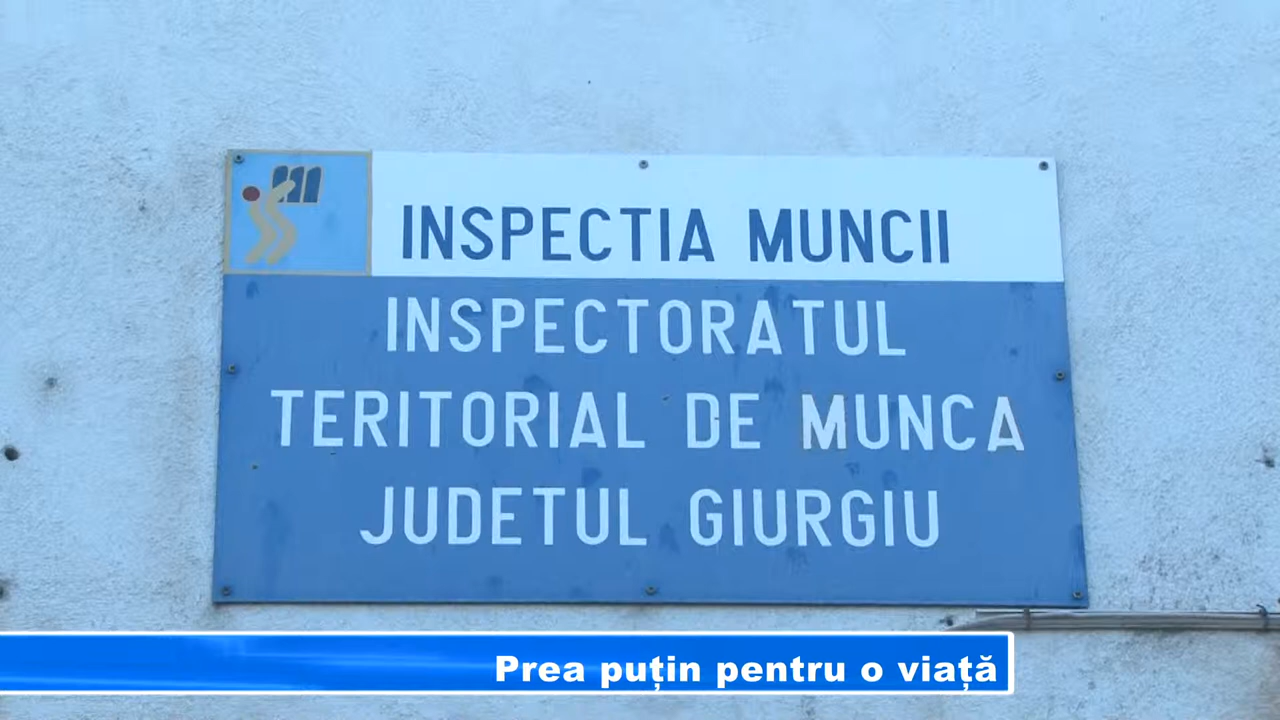 INSPECTIA MUNCII
INSPECTORATUL
TERITORIAL DE MUNCA
JUDETUL GIURGIU
Prea puțin pentru o viață